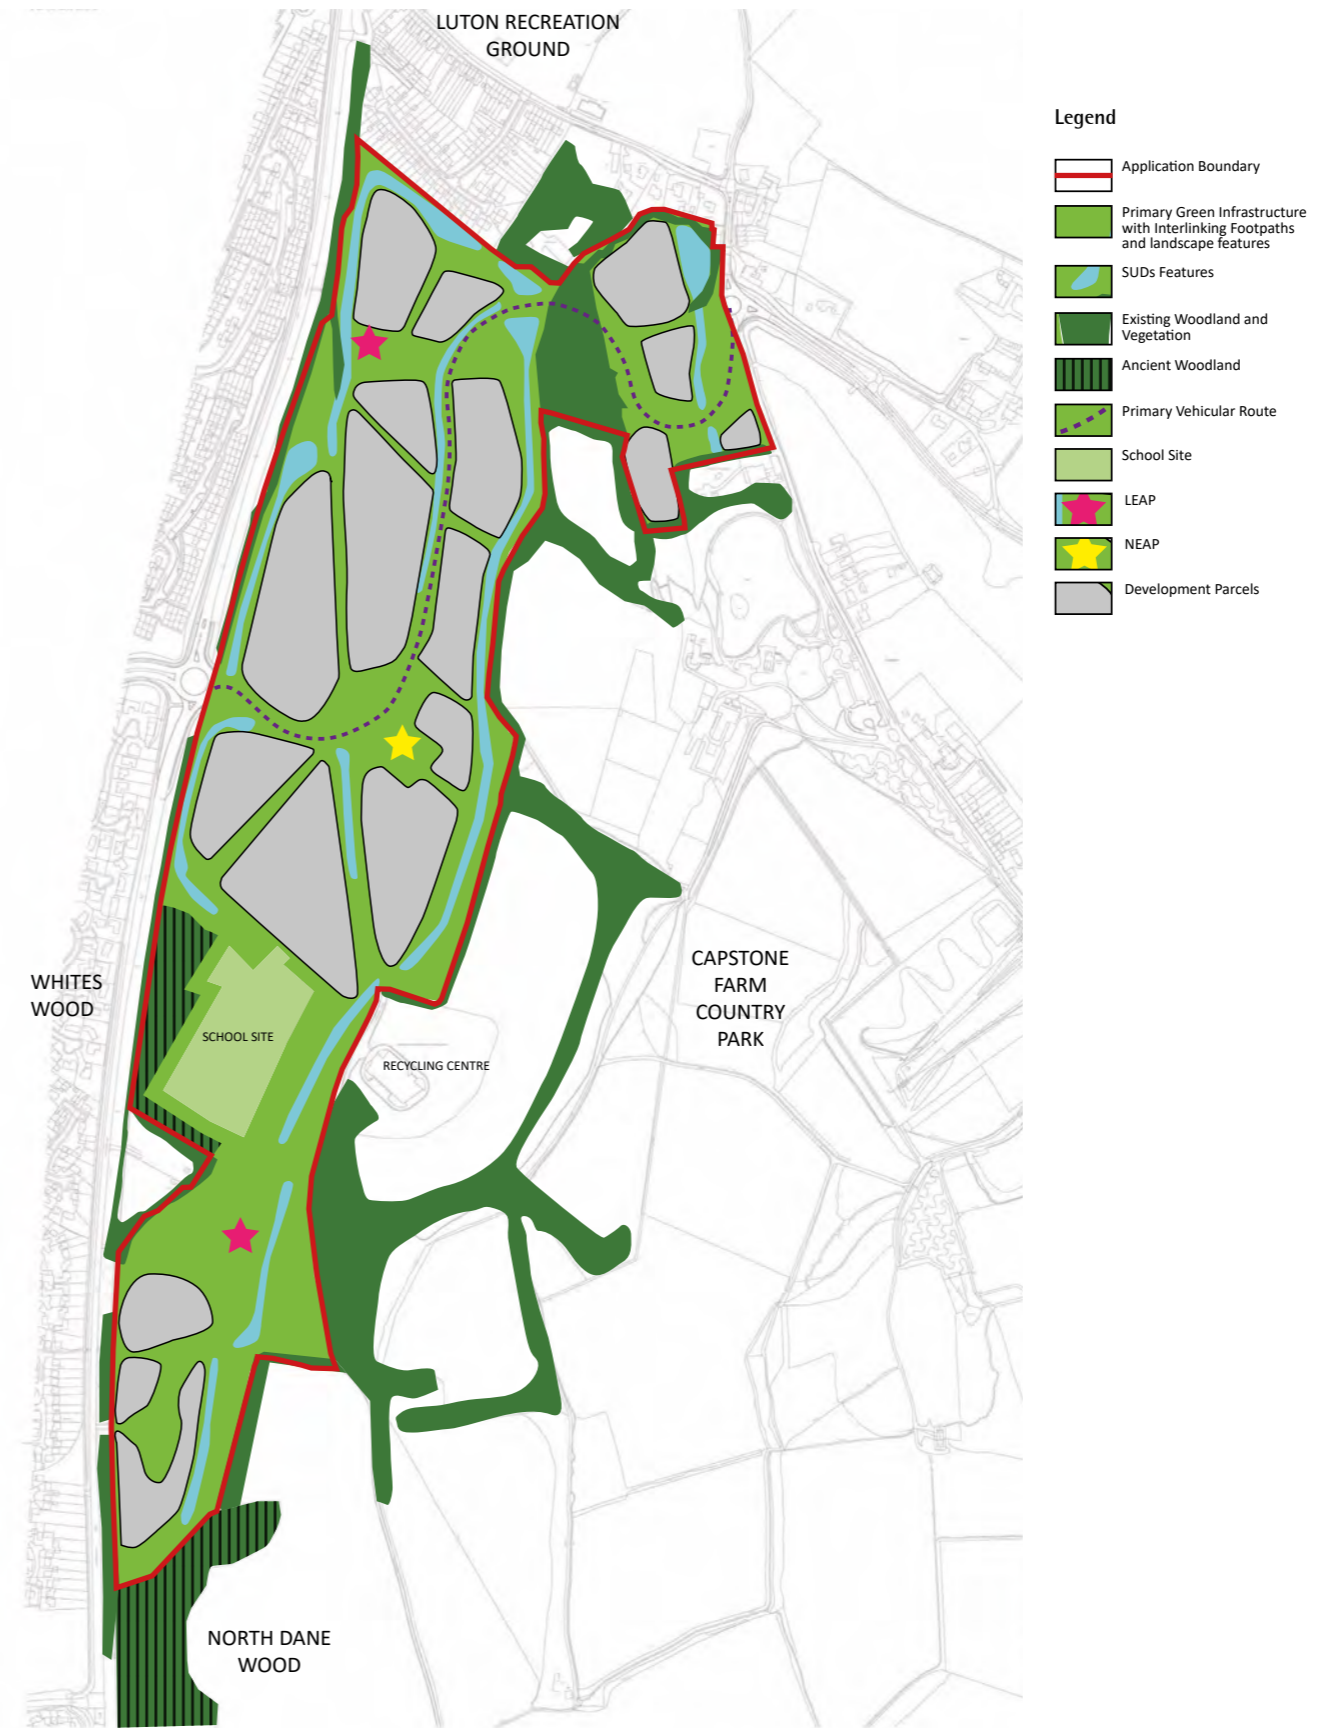 LUTON RECREATION
GROUND
Legend
Application Boundary
Primary Green Infrastructure
with Interlinking Footpaths
and landscape features
SUDs Features
Existing Woodland and
Vegetation
Ancient Woodland
Primary Vehicular Route
School Site
LEAP
NEAP
Development Parcels
WHITES
WOOD
CAPSTONE
FARM
COUNTRY
PARK
SCHOOL SITE
RECYCLING CENTRE
NORTH DANE
WOOD